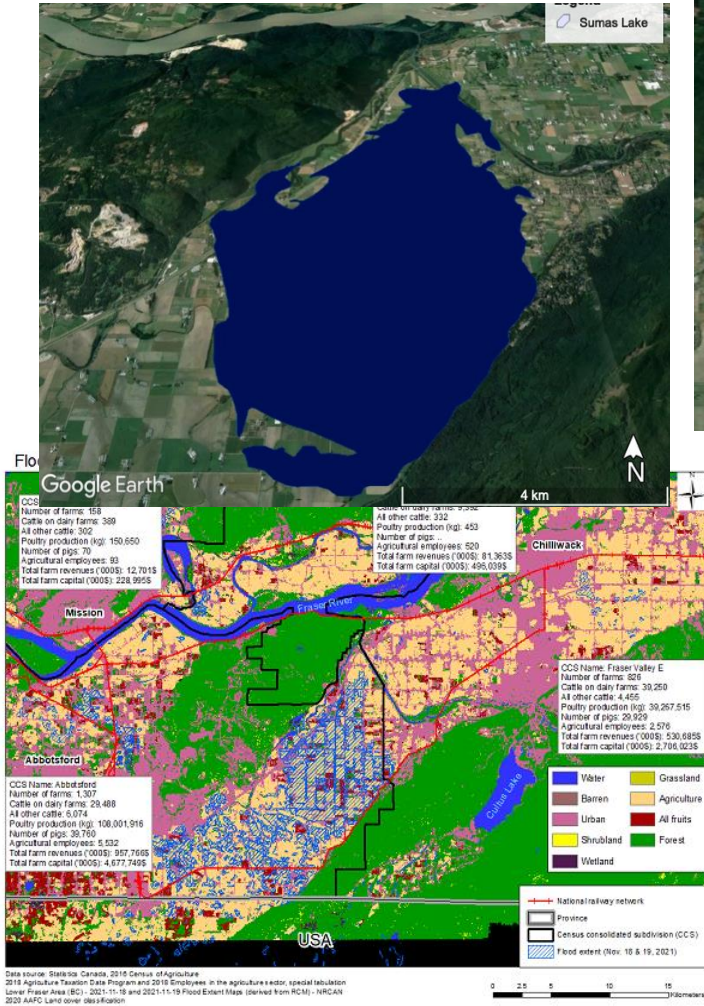 Legend
Sumas Lake
Google Earth
4 km
N
Flo
CCS
Number of farms: 158
Cattle on dairy farms: 389
All other cattle: 302
Poultry production (kg): 150,650
Number of pigs: 70
Agricultural employees: 93
Total farm revenues ('000$): 12,701$
Total farm capital ('000$): 228,995$
Cattle on dairy farms: 9,392
All other cattle: 332
Poultry production (kg): 453
Number of pigs: ..
Agricultural employees: 520
Total farm revenues ('000$): 81,363$
Total farm capital ('000$): 496,039$
N
Chilliwack
Mission
Fraser River
CCS Name: Fraser Valley E
Number of farms: 826
Cattle on dairy farms: 39,250
All other cattle: 4,455
Poultry production (kg): 39,267,515
Number of pigs: 29,929
Agricultural employees: 2,576
Total farm revenues ('000$): 530,685$
Total farm capital ('000$): 2,706,023$
Abbotsford
CCS Name: Abbotsford
Number of farms: 1,307
Cattle on dairy farms: 29,488
All other cattle: 6,074
Poultry production (kg): 108,001,916
Number of pigs: 39,760
Agricultural employees: 5,532
Total farm revenues ('000$): 957,766$
Total farm capital ('000$): 4,677,749$
Cultus Lake
Water
Grassland
Barren
Agriculture
Urban
All fruits
Shrubland
Forest
Wetland
National railway network
Province
Census consolidated subdivision (CCS)
Flood extent (Nov. 18 & 19, 2021)
USA
Data source: Statistics Canada, 2016 Census of Agriculture
2018 Agriculture Taxation Data Program and 2019 Employees in the agriculture sector, special tabulation
Lower Fraser Area (BC) - 2021-11-18 and 2021-11-19 Flood Extent Maps (derived from RCM) - NRCAN
2020 AAFC Land cover classification
0 2.5 5 10 15
Kilometers